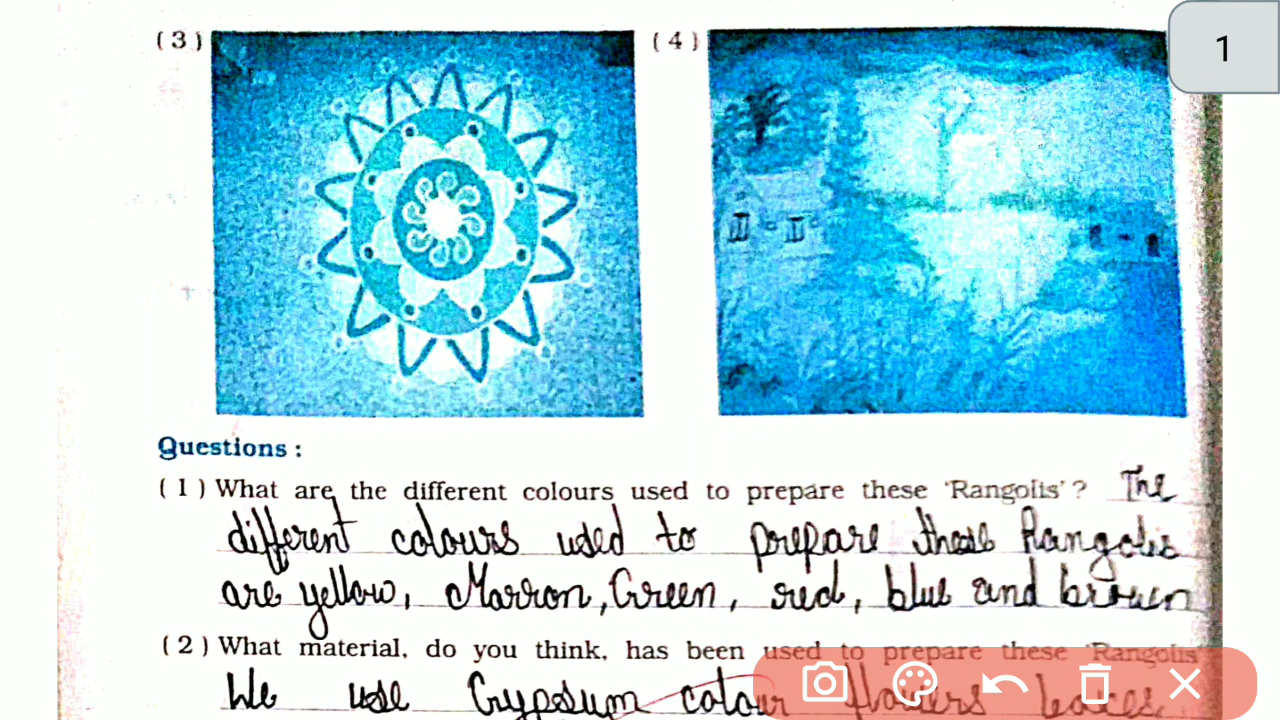 (3) (4) 1
Questions :
(1) What are the different colours used to prepare these 'Rangolis'? The
different colours used to prepare these Rangolis
are yellow, Marron, Green, red, blue and brown
(2) What material, do you think, has been used to prepare these 'Rangolis'
We use Crypsum colour flowers leaves